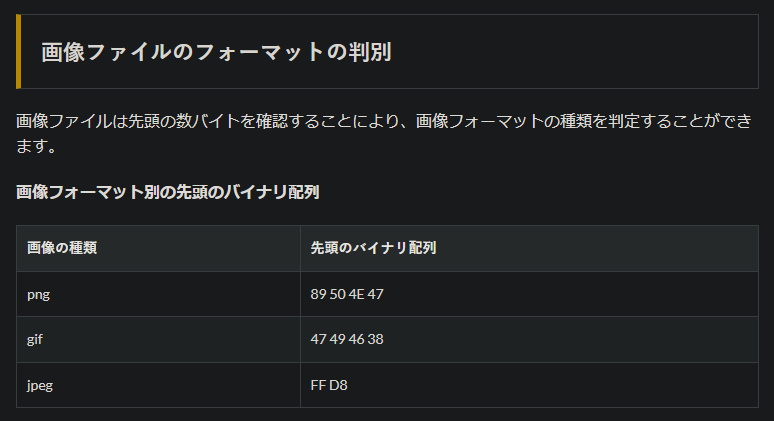 画像ファイルのフォーマットの判別
画像ファイルは先頭の数バイトを確認することにより、画像フォーマットの種類を判定することができ
ます。
画像フォーマット別の先頭のバイナリ配列
画像の種類 先頭のバイナリ配列
png 89 50 4E 47
gif 47 49 46 38
jpeg FF D8